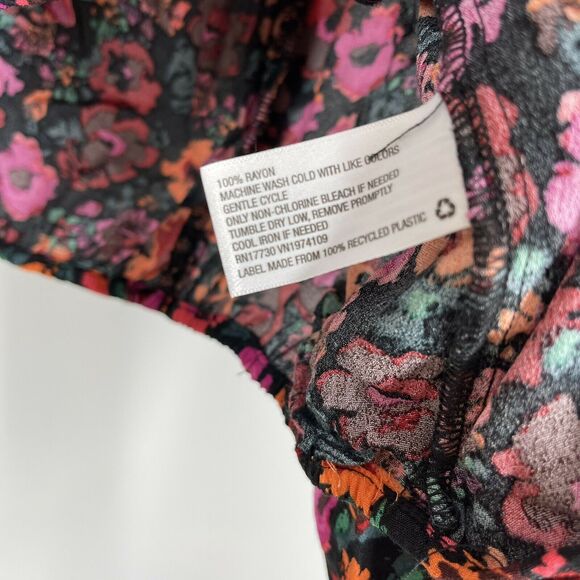 100% RAYON
MACHINE WASH COLD WITH LIKE COLORS
GENTLE CYCLE
ONLY NON-CHLORINE BLEACH IF NEEDED
TUMBLE DRY LOW, REMOVE PROMPTLY
COOL IRON IF NEEDED
RN17730 VN1974109
LABEL MADE FROM 100% RECYCLED PLASTIC